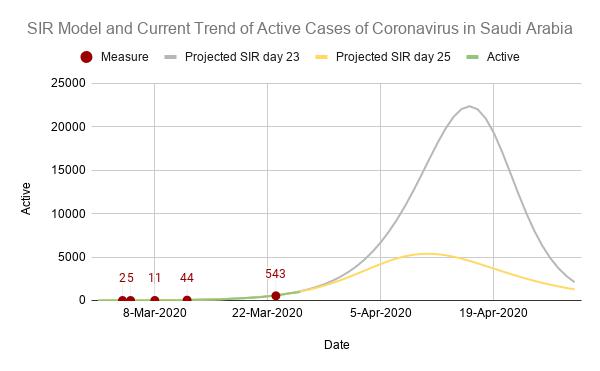 SIR Model and Current Trend of Active Cases of Coronavirus in Saudi Arabia
Measure Projected SIR day 23 Projected SIR day 25 Active
25000
20000
15000
10000
5000
0
Active
2 5 11 44 543
8-Mar-2020 22-Mar-2020 5-Apr-2020 19-Apr-2020
Date